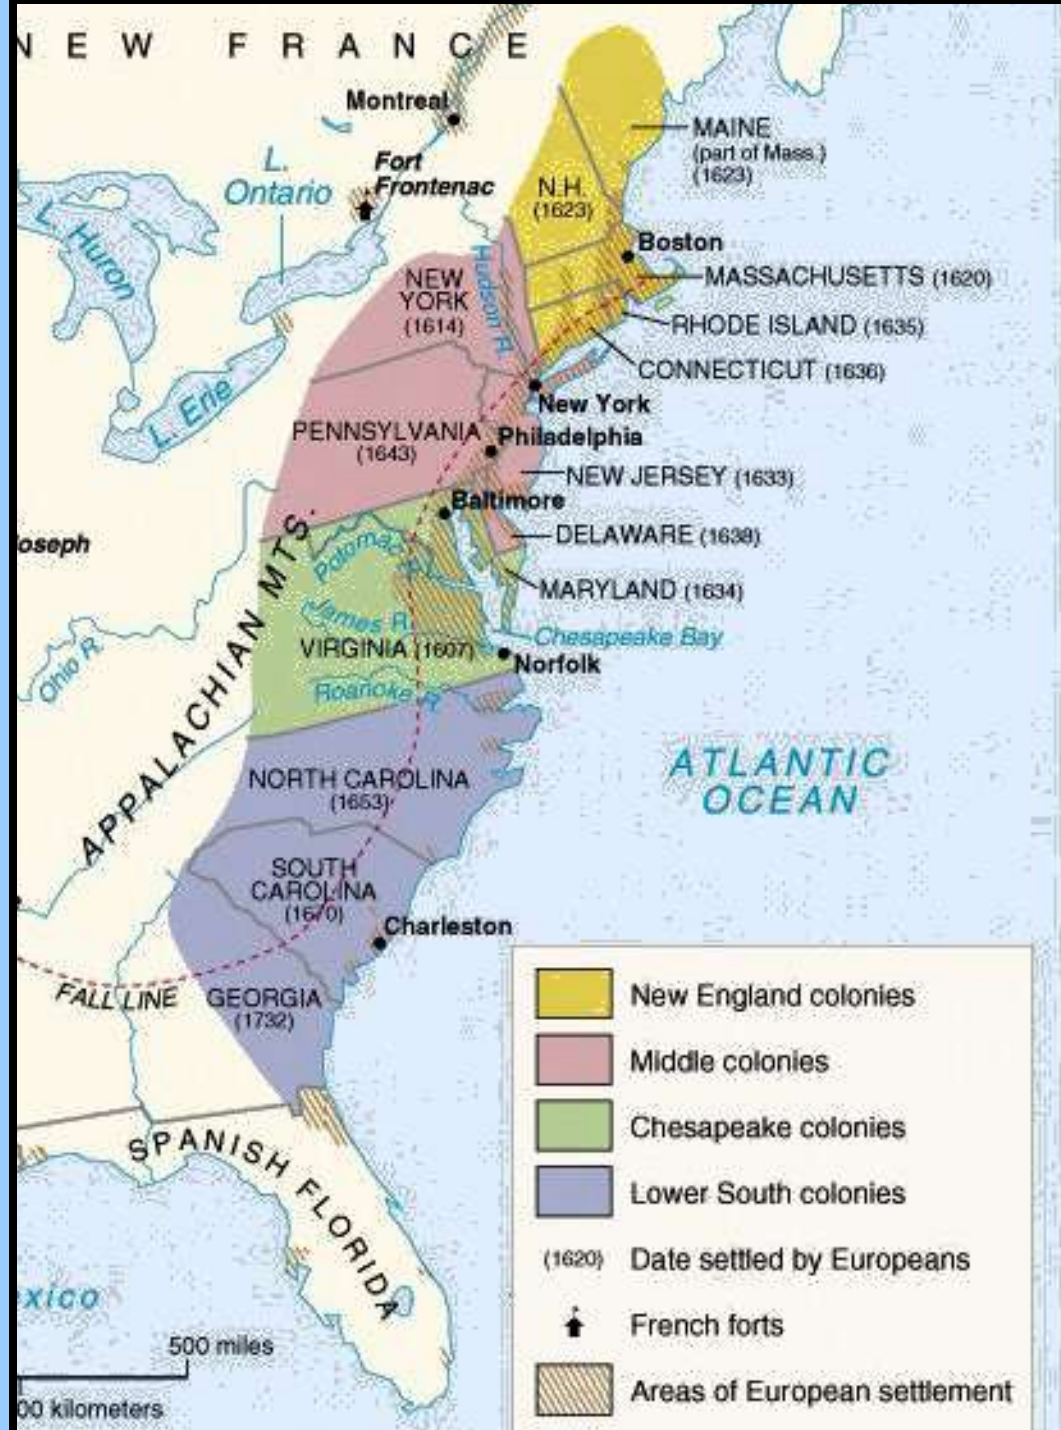 NEW FRANCE
Montreal
MAINE
(part of Mass.)
(1623)
L.
Ontario
Fort
Frontenac
N.H.
(1623)
L. Huron
Boston
Hudson R.
NEW
YORK
(1614)
MASSACHUSETTS (1620)
RHODE ISLAND (1635)
CONNECTICUT (1636)
L. Erie
New York
PENNSYLVANIA
(1643)
Philadelphia
NEW JERSEY (1633)
Baltimore
oseph
DELAWARE (1638)
Potomac R.
MARYLAND (1634)
James R.
Chesapeake Bay
VIRGINIA (1607)
Norfolk
Ohio R.
Roanoke R.
APPALACHIAN MTS.
ATLANTIC
OCEAN
NORTH CAROLINA
(1653)
SOUTH
CAROLINA
(1670)
Charleston
FALL LINE
GEORGIA
(1732)
SPANISH FLORIDA
xico
500 miles
00 kilometers
New England colonies
Middle colonies
Chesapeake colonies
Lower South colonies
(1620) Date settled by Europeans
French forts
Areas of European settlement